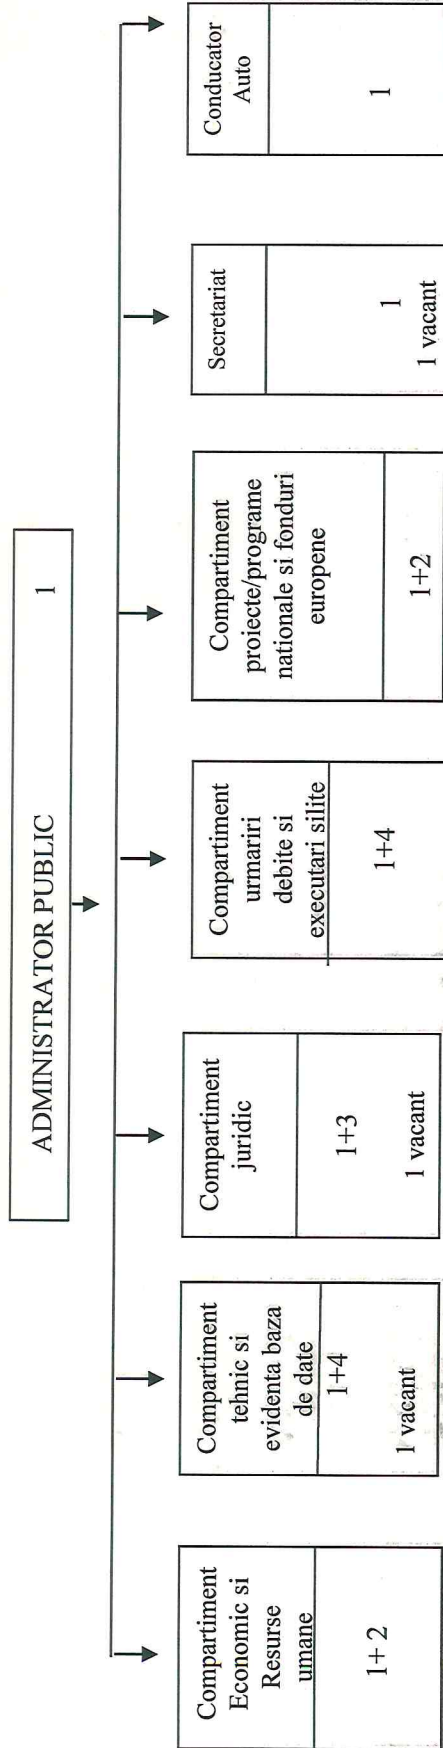 ADMINISTRATOR PUBLIC 1
Compartiment
Economic si
Resurse
umane
1+ 2
Compartiment
tehnic si
evidenta baza
de date
1+4
1 vacant
Compartiment
juridic
1+3
1 vacant
Compartiment
urmariri
debite si
executari silite
1+4
Compartiment
proiecte/programe
nationale si fonduri
europene
1+2
Secretariat
1
1 vacant
Conducator
Auto
1